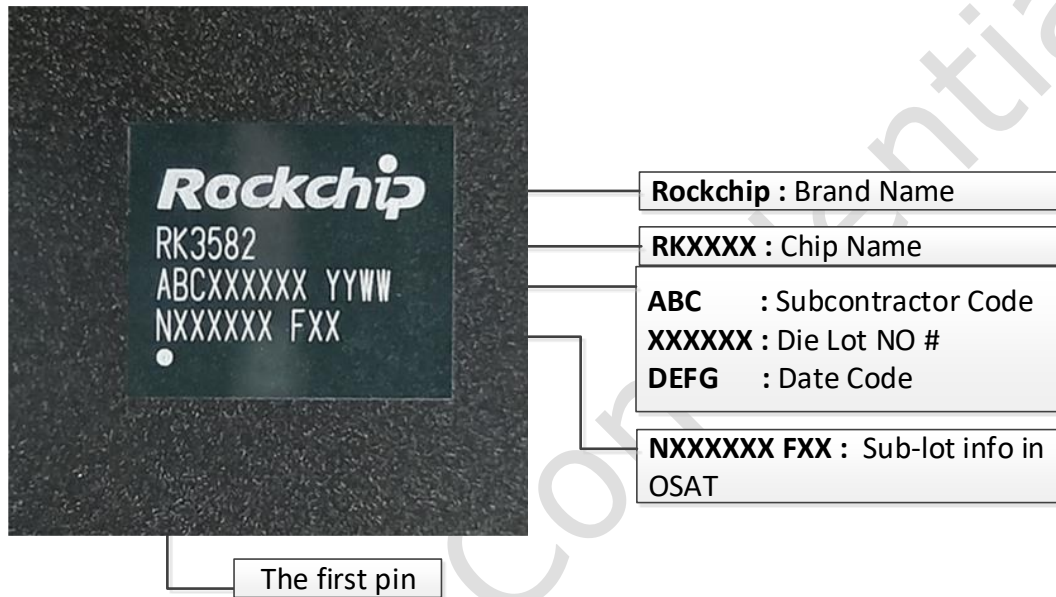 Rockchip
RK3582
ABCXXXXXX YYWW
NXXXXXX FXX
Rockchip : Brand Name
RKXXXX : Chip Name
ABC : Subcontractor Code
XXXXXX : Die Lot NO #
DEFG : Date Code
NXXXXXX FXX : Sub-lot info in
OSAT
The first pin